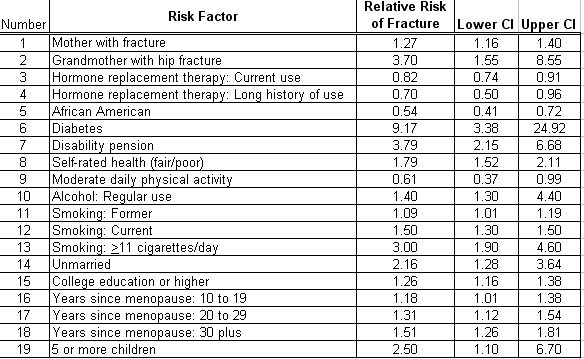 Number Risk Factor Relative Risk of Fracture Lower CI Upper CI
1 Mother with fracture 1.27 1.16 1.40
2 Grandmother with hip fracture 3.70 1.55 8.55
3 Hormone replacement therapy: Current use 0.82 0.74 0.91
4 Hormone replacement therapy: Long history of use 0.70 0.50 0.96
5 African American 0.54 0.41 0.72
6 Diabetes 9.17 3.38 24.92
7 Disability pension 3.79 2.15 6.68
8 Self-rated health (fair/poor) 1.79 1.52 2.11
9 Moderate daily physical activity 0.61 0.37 0.99
10 Alcohol: Regular use 1.40 1.30 4.40
11 Smoking: Former 1.09 1.01 1.19
12 Smoking: Current 1.50 1.30 1.50
13 Smoking: ≥11 cigarettes/day 3.00 1.90 4.60
14 Unmarried 2.16 1.28 3.64
15 College education or higher 1.26 1.16 1.38
16 Years since menopause: 10 to 19 1.18 1.01 1.38
17 Years since menopause: 20 to 29 1.31 1.12 1.54
18 Years since menopause: 30 plus 1.51 1.26 1.81
19 5 or more children 2.50 1.10 6.70